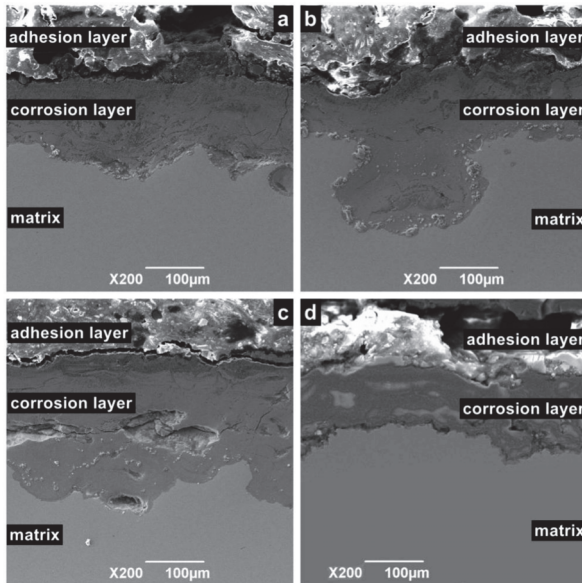 a
adhesion layer
corrosion layer
matrix
X200 100μm
b
adhesion layer
corrosion layer
matrix
X200 100μm
c
adhesion layer
corrosion layer
matrix
X200 100μm
d
adhesion layer
corrosion layer
matrix
X200 100μm